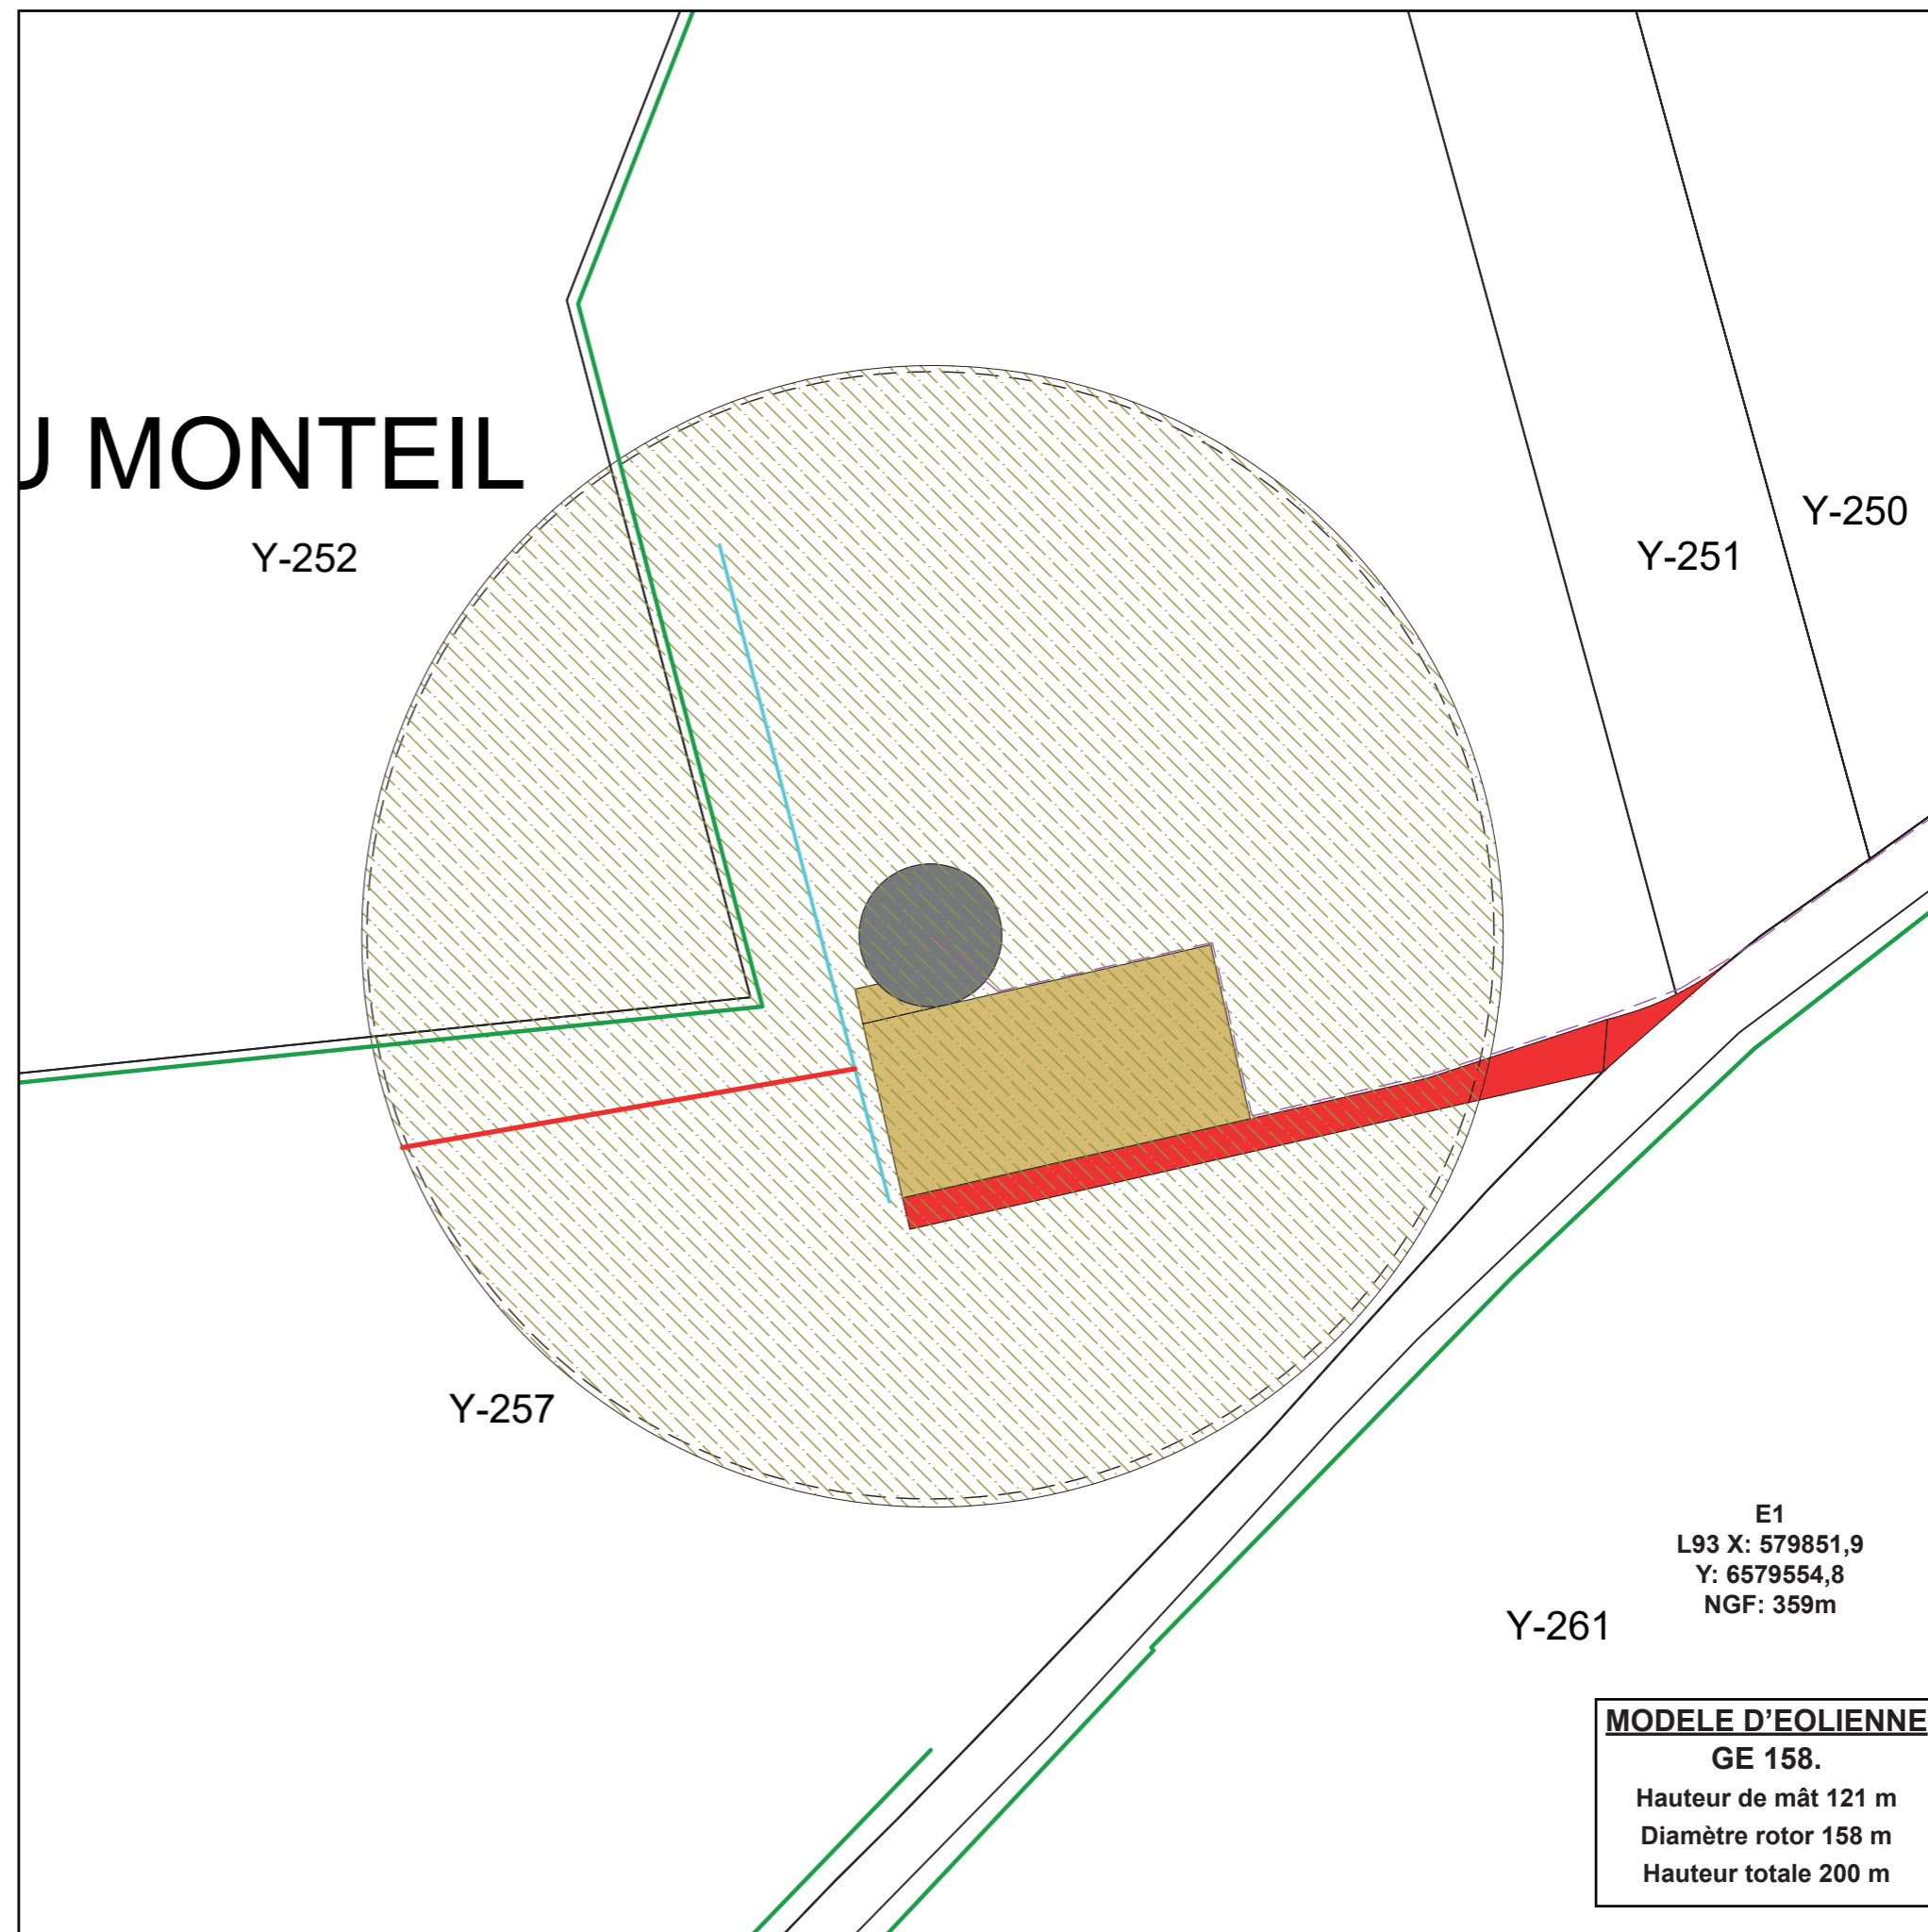 U MONTEIL
Y-250
Y-251
Y-252
Y-257
E1
L93 X: 579851,9
Y: 6579554,8
NGF: 359m
Y-261
MODELE D'EOLIENNE
GE 158.
Hauteur de mât 121 m
Diamètre rotor 158 m
Hauteur totale 200 m